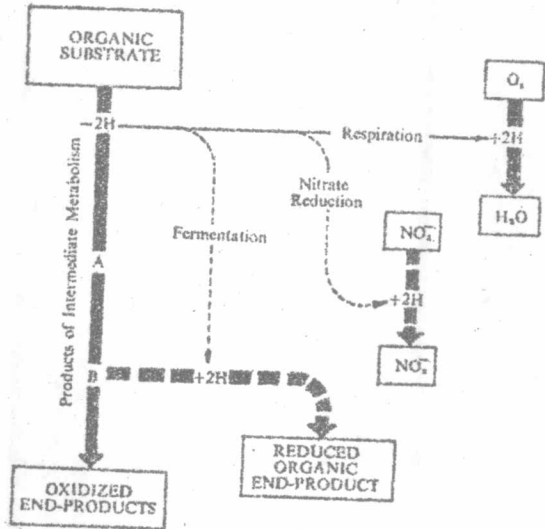 ORGANIC
SUBSTRATE
O₂
−2H
Respiration
+2H
Nitrate
Reduction
H₂O
Products of Intermediate Metabolism
Fermentation
NO₃⁻
A
+2H
B
+2H
NO₂⁻
REDUCED
ORGANIC
END-PRODUCT
OXIDIZED
END-PRODUCTS